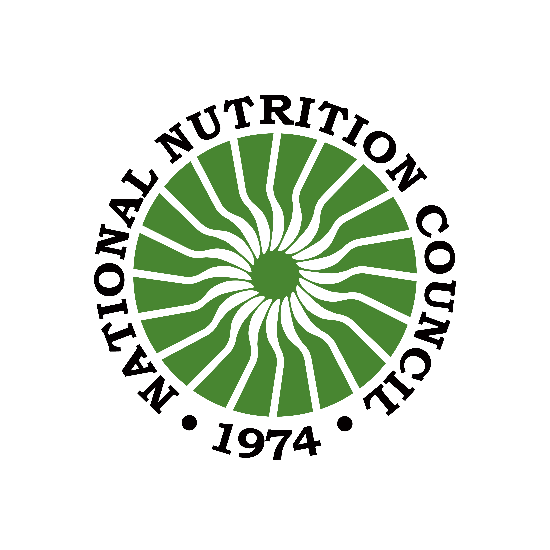 NATIONAL NUTRITION COUNCIL
• 1974 •